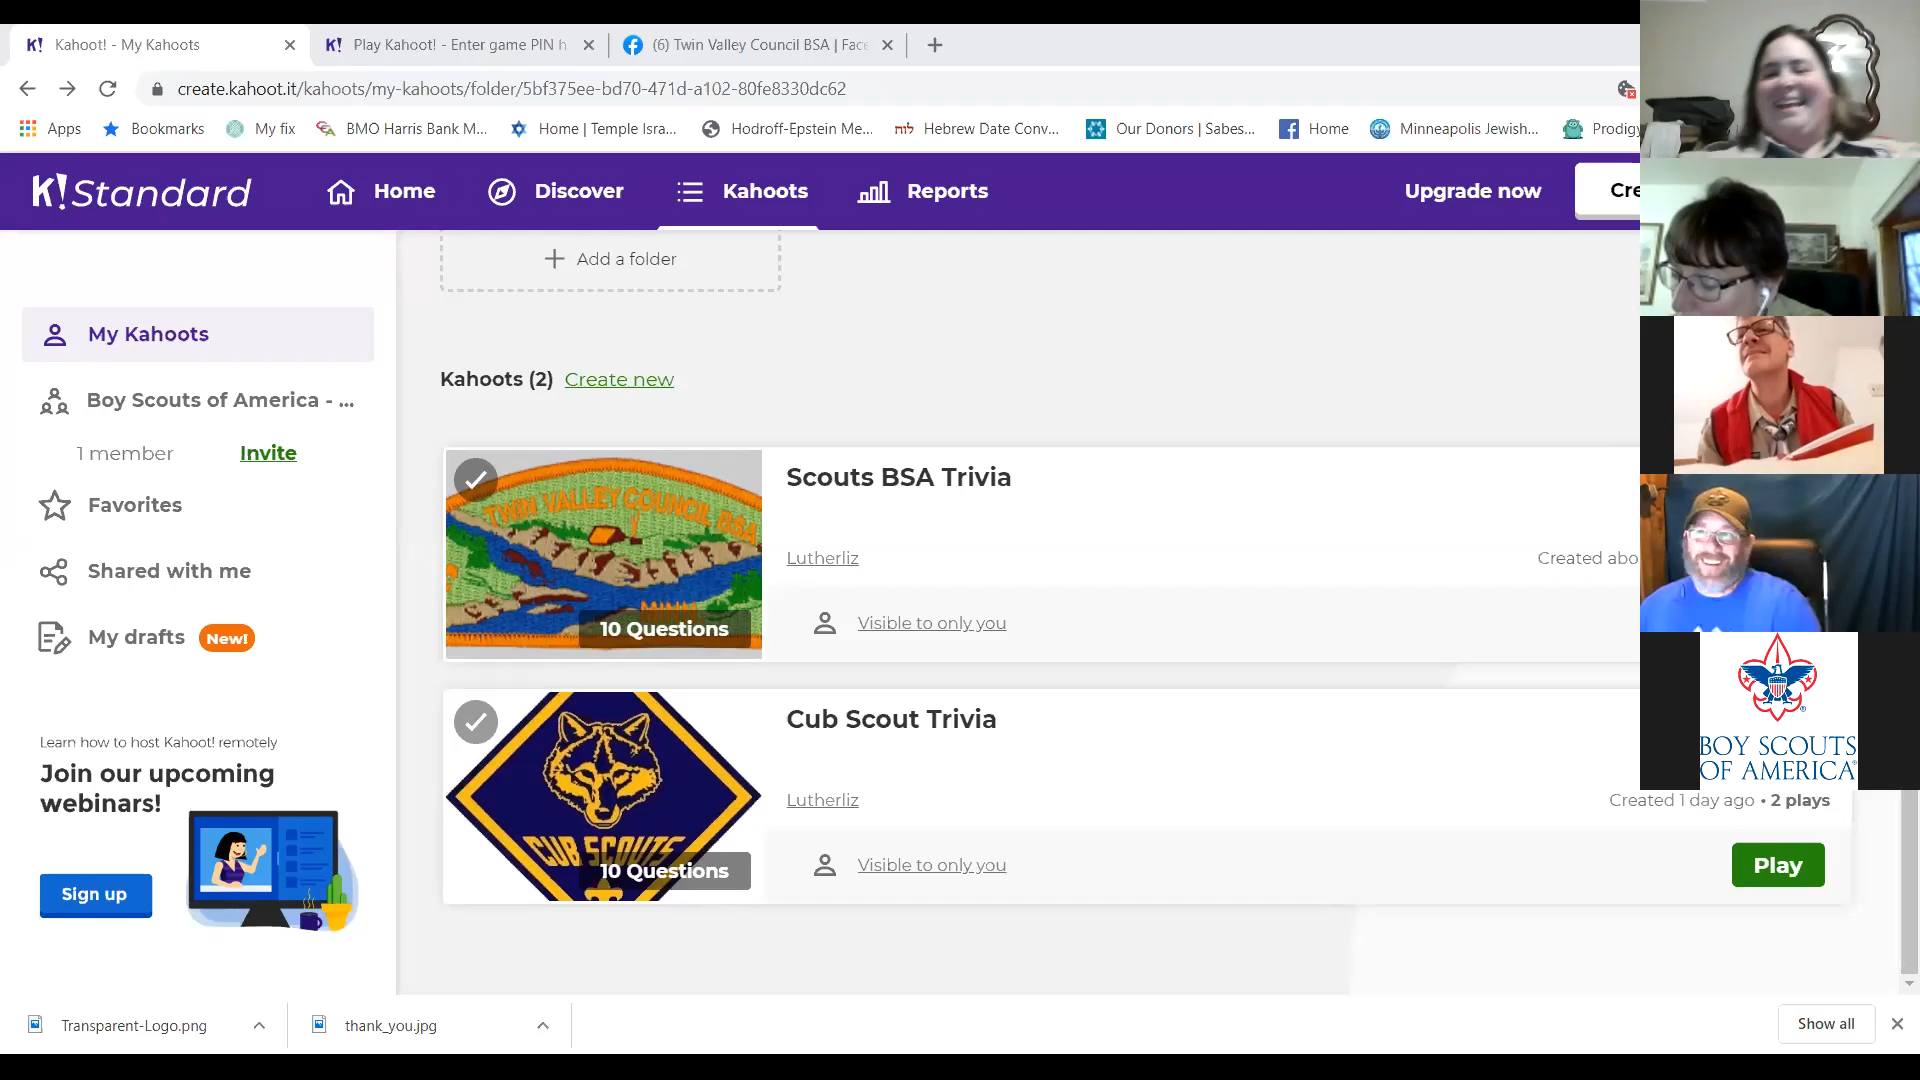 Kahoot! - My Kahoots
Play Kahoot! - Enter game PIN h
(6) Twin Valley Council BSA | Face
create.kahoot.it/kahoots/my-kahoots/folder/5bf375ee-bd70-471d-a102-80fe8330dc62
Apps
Bookmarks
My fix
BMO Harris Bank M...
Home | Temple Isra...
Hodroff-Epstein Me...
לוח
Hebrew Date Conv...
Our Donors | Sabes...
Home
Minneapolis Jewish...
Prodigy
K! Standard
Home
Discover
Kahoots
Reports
Upgrade now
Cre
Add a folder
My Kahoots
Boy Scouts of America - ...
1 member
Invite
Favorites
Shared with me
My drafts
New!
Learn how to host Kahoot! remotely
Join our upcoming
webinars!
Sign up
Kahoots (2) Create new
TWIN VALLEY COUNCIL BSA
MINN
10 Questions
Scouts BSA Trivia
Lutherliz
Created abo
Visible to only you
CUB SCOUTS
10 Questions
Cub Scout Trivia
Lutherliz
Created 1 day ago • 2 plays
Visible to only you
Play
BOY SCOUTS
OF AMERICA®
Transparent-Logo.png
thank_you.jpg
Show all